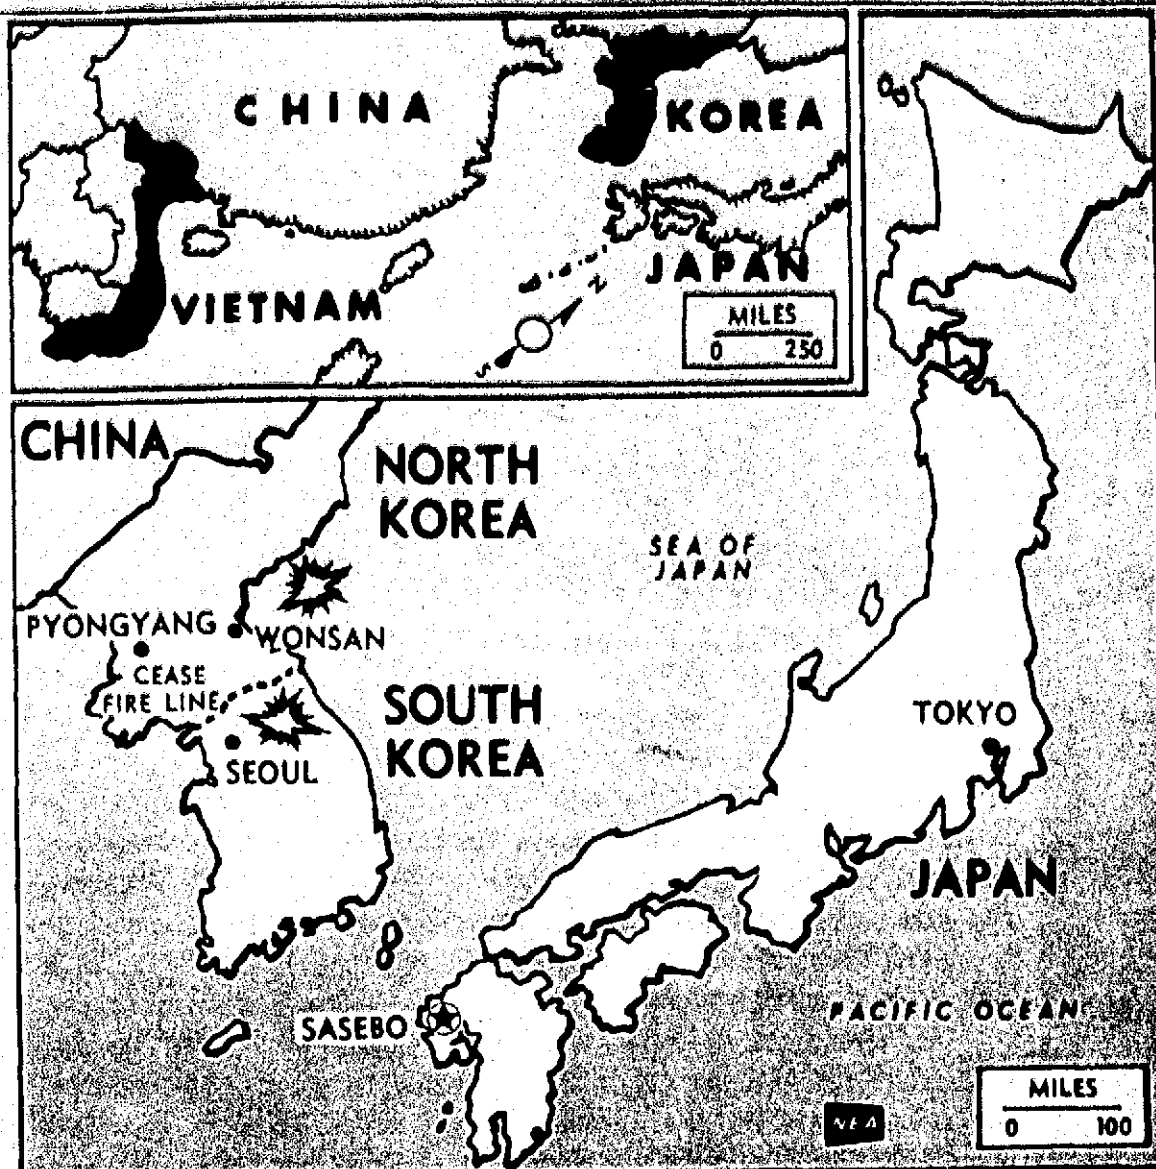 CHINA
KOREA
VIETNAM
JAPAN
N
MILES
0 250
CHINA
NORTH
KOREA
SEA OF
JAPAN
PYONGYANG
WONSAN
CEASE
FIRE LINE
SOUTH
KOREA
SEOUL
TOKYO
JAPAN
SASEBO
PACIFIC OCEAN
NEA
MILES
0 100